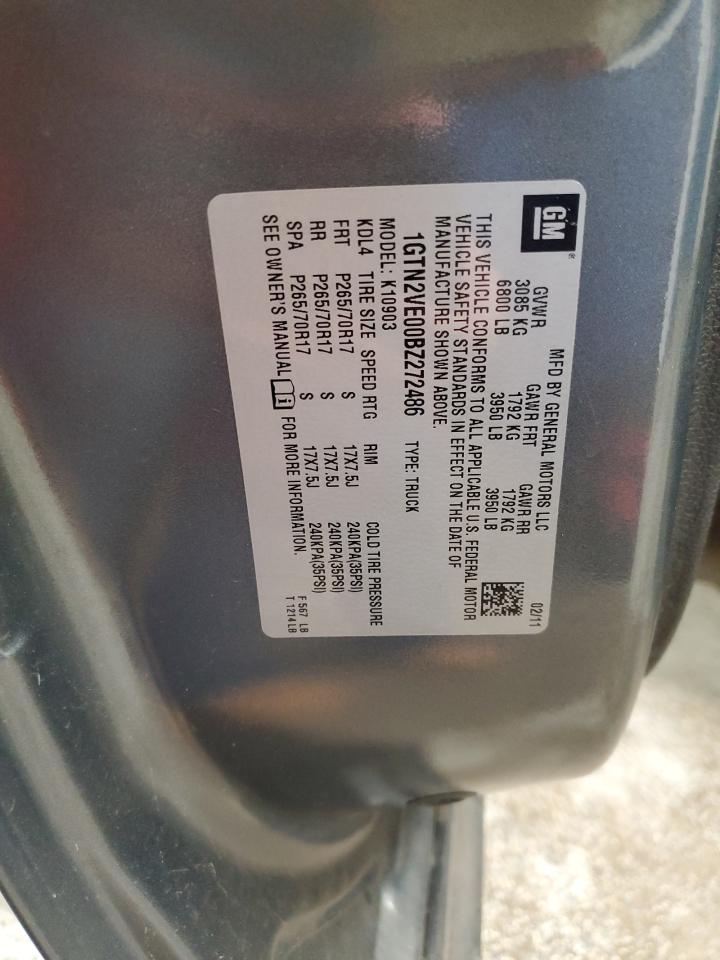 GM®
MFD BY GENERAL MOTORS LLC 02/11
GVWR GAWR FRT GAWR RR
3085 KG 1792 KG 1792 KG
6800 LB 3950 LB 3950 LB
THIS VEHICLE CONFORMS TO ALL APPLICABLE U.S. FEDERAL MOTOR
VEHICLE SAFETY STANDARDS IN EFFECT ON THE DATE OF
MANUFACTURE SHOWN ABOVE.
1GTN2VE00BZ272486 TYPE: TRUCK
MODEL: K10903
KDL4 TIRE SIZE SPEED RTG RIM COLD TIRE PRESSURE
FRT P265/70R17 S 17X7.5J 240KPA(35PSI)
RR P265/70R17 S 17X7.5J 240KPA(35PSI)
SPA P265/70R17 S 17X7.5J 240KPA(35PSI)
SEE OWNER'S MANUAL i FOR MORE INFORMATION.
F 567 LB
T 1214 LB